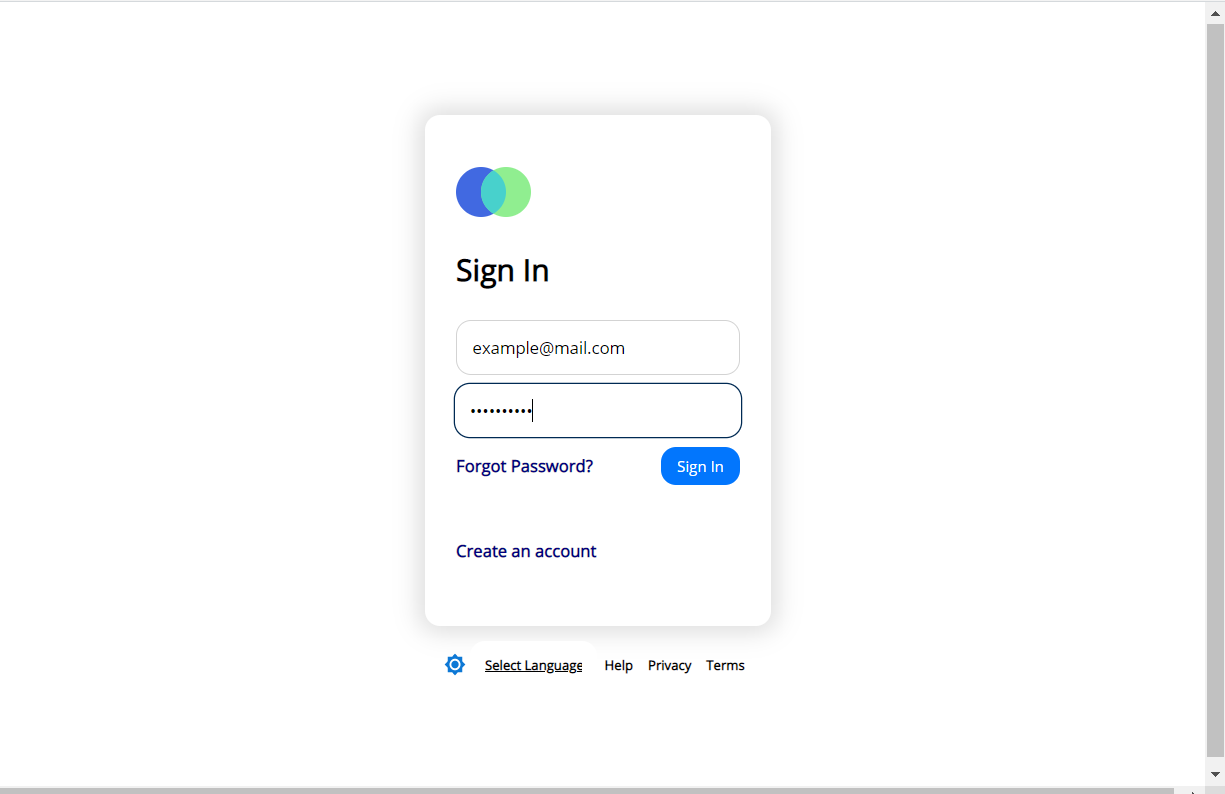 Sign In
example@mail.com
••••••••••
Forgot Password?
Sign In
Create an account
Select Language
Help
Privacy
Terms